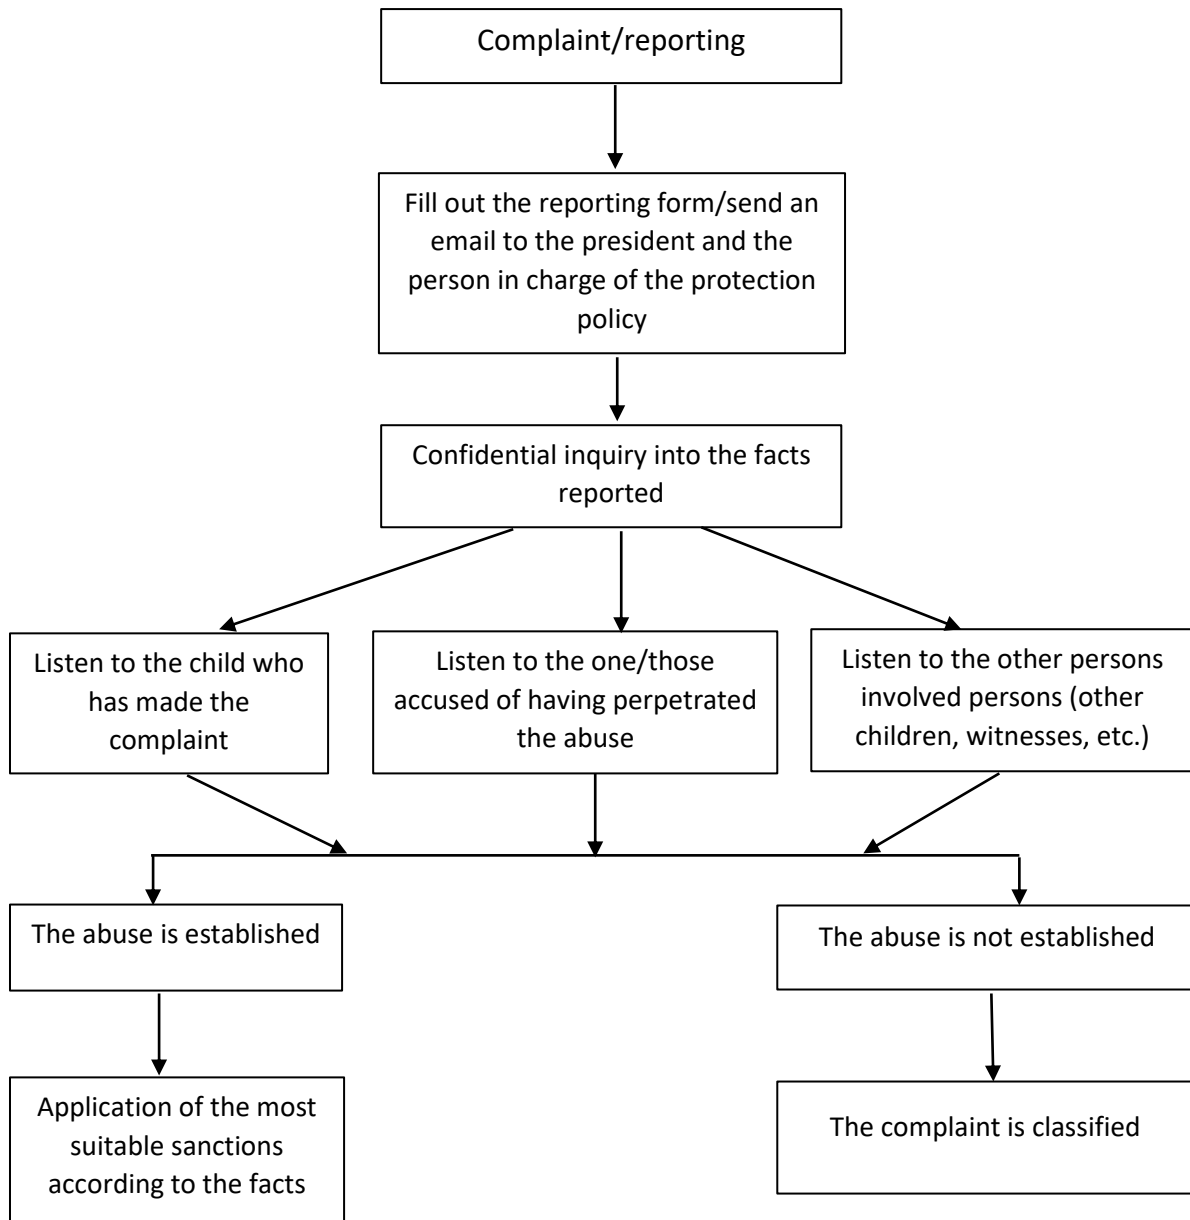 Complaint/reporting
Fill out the reporting form/send an
email to the president and the
person in charge of the protection
policy
Confidential inquiry into the facts
reported
Listen to the child who
has made the
complaint
Listen to the one/those
accused of having perpetrated
the abuse
Listen to the other persons
involved persons (other
children, witnesses, etc.)
The abuse is established
The abuse is not established
Application of the most
suitable sanctions
according to the facts
The complaint is classified